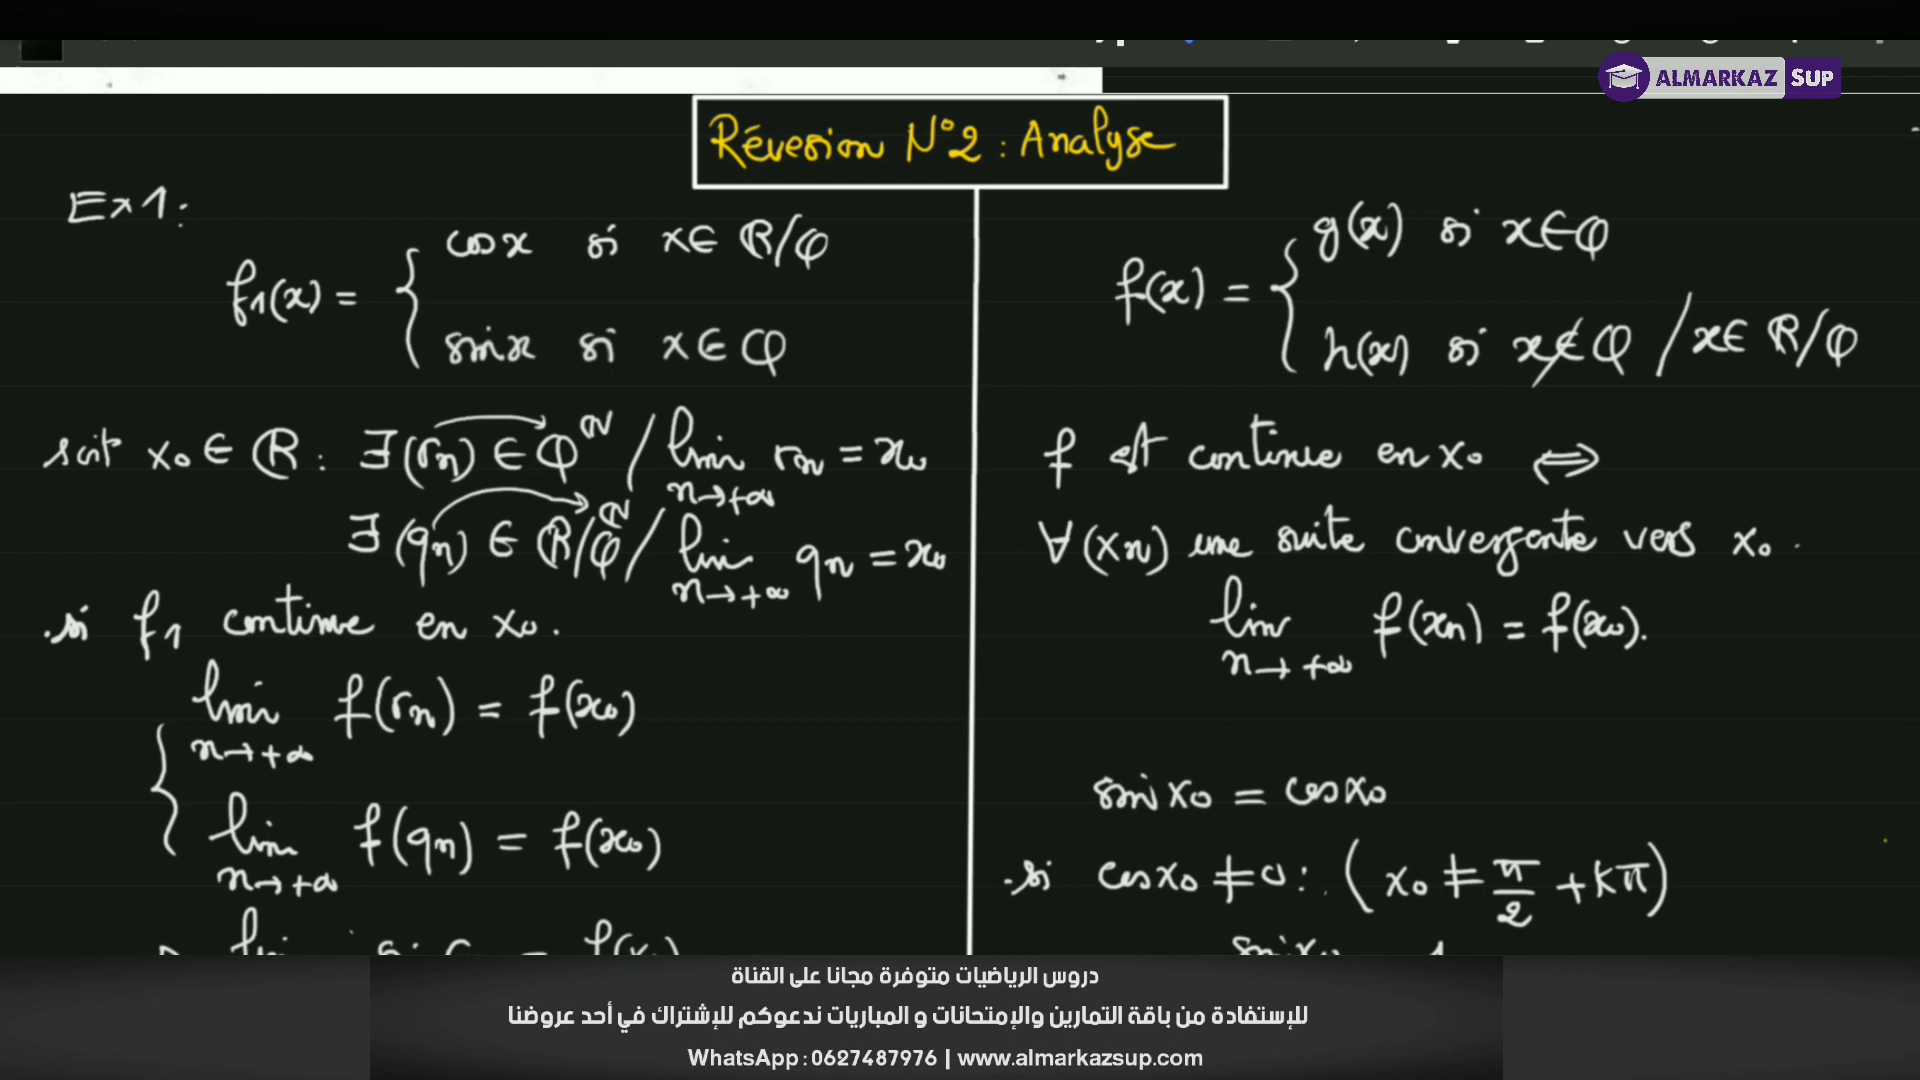 ALMARKAZ SUP
Révesion N°2 : Analyse
Ex1:
f1(x) = { cos x si x ∈ ℝ/ℚ
sin x si x ∈ ℚ
soit x₀ ∈ ℝ : ∃(rn) ∈ ℚ^ℕ / lim n→+∞ rn = x₀
∃(qn) ∈ ℝ/ℚ^ℕ / lim n→+∞ qn = x₀
. si f1 continue en x₀.
{ lim n→+∞ f(rn) = f(x₀)
lim n→+∞ f(qn) = f(x₀)
f(x) = { g(x) si x ∈ ℚ
h(x) si x ∉ ℚ / x ∈ ℝ/ℚ
f est continue en x₀ ⇔
∀(xn) une suite convergente vers x₀.
lim n→+∞ f(xn) = f(x₀).
sin x₀ = cos x₀
. si cos x₀ ≠ 0 : (x₀ ≠ π/2 + kπ)
دروس الرياضيات متوفرة مجانا على القناة
للإستفادة من باقة التمارين والإمتحانات و المباريات ندعوكم للإشتراك في أحد عروضنا
WhatsApp : 0627487976 | www.almarkazsup.com